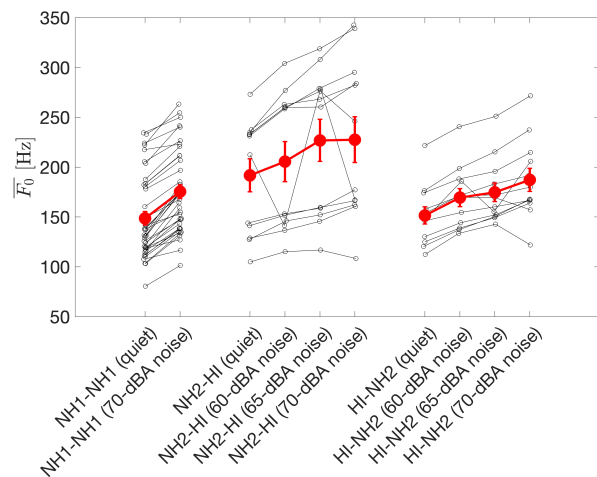 350
300
250
200
150
100
50
F̅₀ [Hz]
NH1-NH1 (quiet)
NH1-NH1 (70-dBA noise)
NH2-HI (quiet)
NH2-HI (60-dBA noise)
NH2-HI (65-dBA noise)
NH2-HI (70-dBA noise)
HI-NH2 (quiet)
HI-NH2 (60-dBA noise)
HI-NH2 (65-dBA noise)
HI-NH2 (70-dBA noise)